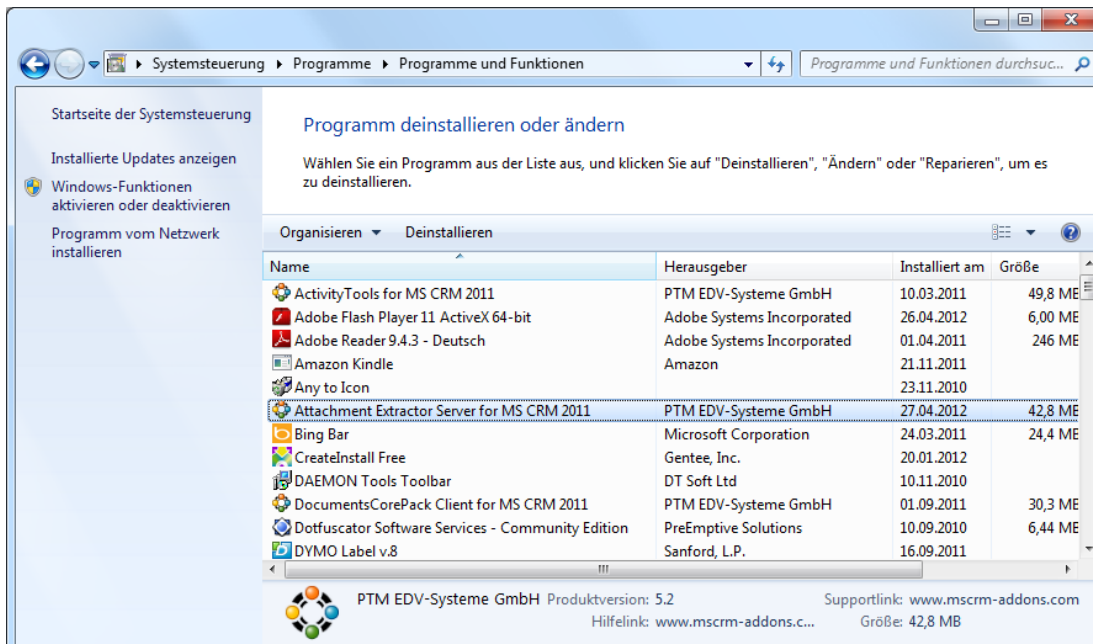 Systemsteuerung Programme Programme und Funktionen Programme und Funktionen durchsuc...
Startseite der Systemsteuerung
Installierte Updates anzeigen
Windows-Funktionen
aktivieren oder deaktivieren
Programm vom Netzwerk
installieren
Programm deinstallieren oder ändern
Wählen Sie ein Programm aus der Liste aus, und klicken Sie auf "Deinstallieren", "Ändern" oder "Reparieren", um es
zu deinstallieren.
Organisieren Deinstallieren
Name Herausgeber Installiert am Größe
ActivityTools for MS CRM 2011 PTM EDV-Systeme GmbH 10.03.2011 49,8 MB
Adobe Flash Player 11 ActiveX 64-bit Adobe Systems Incorporated 26.04.2012 6,00 MB
Adobe Reader 9.4.3 - Deutsch Adobe Systems Incorporated 01.04.2011 246 MB
Amazon Kindle Amazon 21.11.2011
Any to Icon 23.11.2010
Attachment Extractor Server for MS CRM 2011 PTM EDV-Systeme GmbH 27.04.2012 42,8 MB
Bing Bar Microsoft Corporation 24.03.2011 24,4 MB
CreateInstall Free Gentee, Inc. 20.01.2012
DAEMON Tools Toolbar DT Soft Ltd 10.11.2010
DocumentsCorePack Client for MS CRM 2011 PTM EDV-Systeme GmbH 01.09.2011 30,3 MB
Dotfuscator Software Services - Community Edition PreEmptive Solutions 10.09.2010 6,44 MB
DYMO Label v.8 Sanford, L.P. 16.09.2011
PTM EDV-Systeme GmbH Produktversion: 5.2 Supportlink: www.mscrm-addons.com
Hilfelink: www.mscrm-addons.c... Größe: 42,8 MB